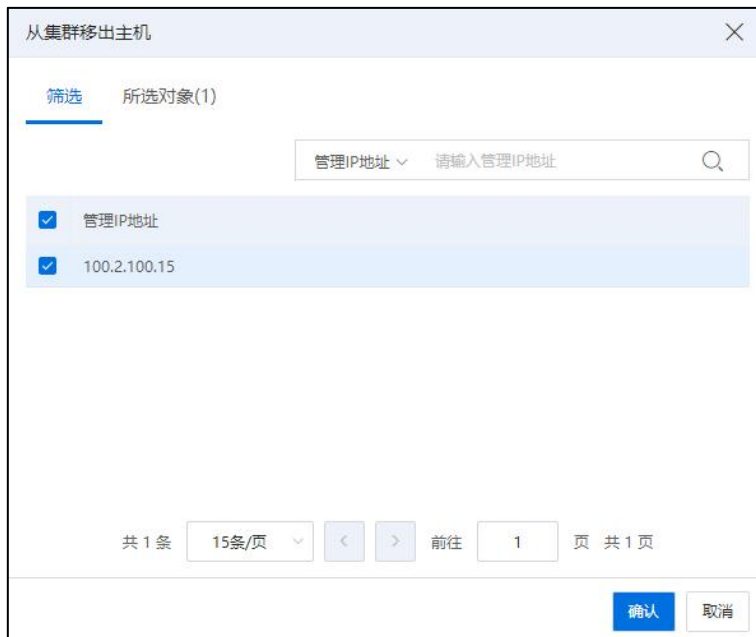 从集群移出主机
筛选 所选对象(1)
管理IP地址 请输入管理IP地址
管理IP地址
100.2.100.15
共 1 条 15条/页 前往 1 页 共 1 页
确认 取消